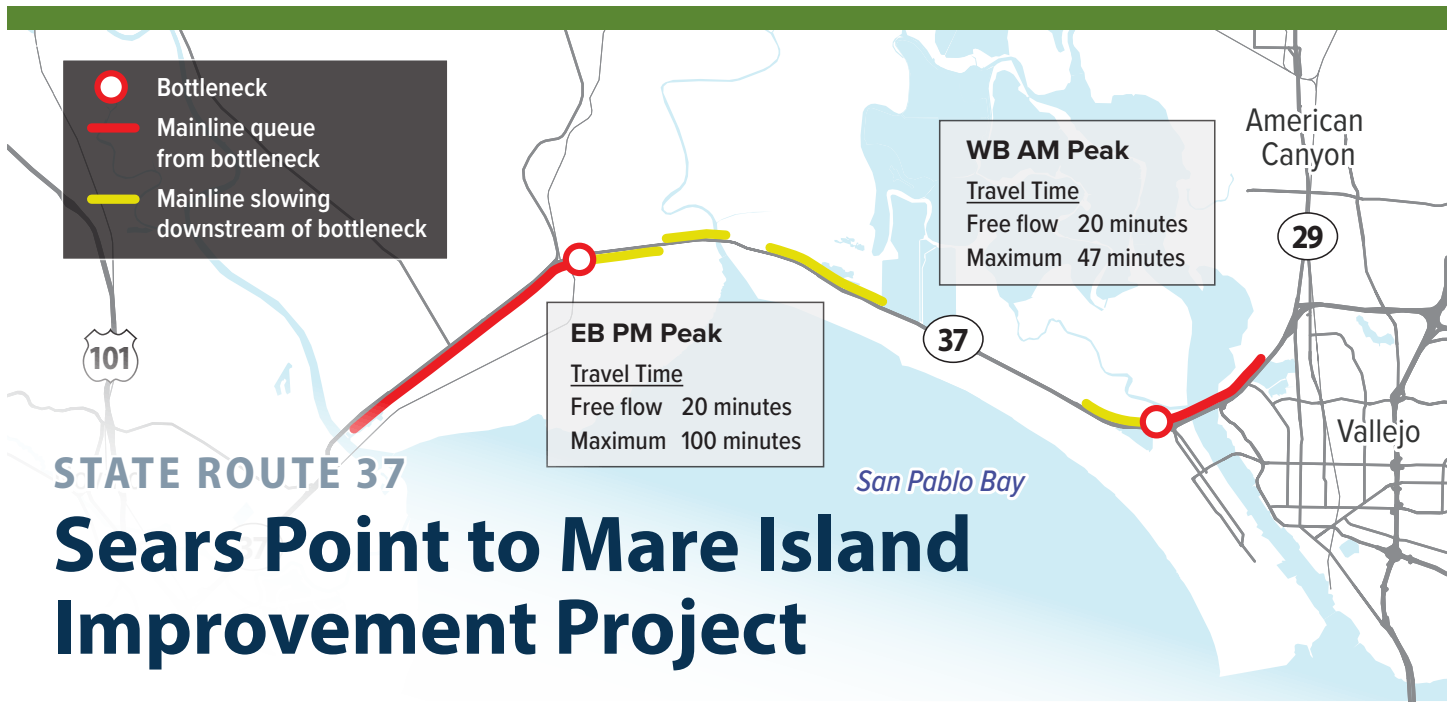 Bottleneck
Mainline queue
from bottleneck
Mainline slowing
downstream of bottleneck
WB AM Peak
Travel Time
Free flow 20 minutes
Maximum 47 minutes
American
Canyon
29
101
EB PM Peak
Travel Time
Free flow 20 minutes
Maximum 100 minutes
37
Vallejo
San Pablo Bay
STATE ROUTE 37
37
Sears Point to Mare Island
Improvement Project